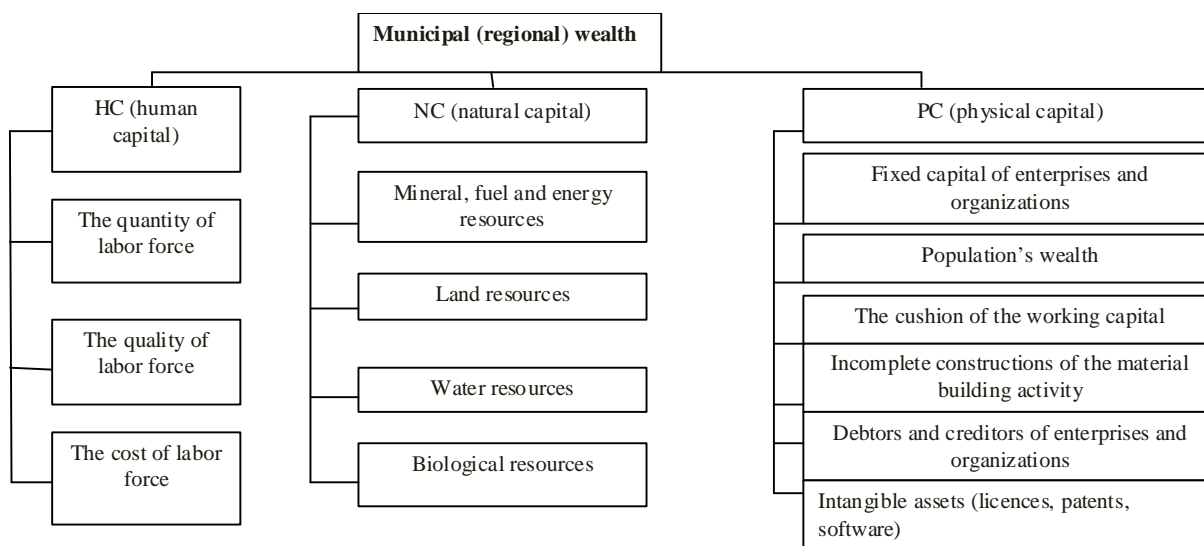 Municipal (regional) wealth
HC (human
capital)
The quantity of
labor force
The quality of
labor force
The cost of labor
force
NC (natural capital)
Mineral, fuel and energy
resources
Land resources
Water resources
Biological resources
PC (physical capital)
Fixed capital of enterprises and
organizations
Population’s wealth
The cushion of the working capital
Incomplete constructions of the material
building activity
Debtors and creditors of enterprises and
organizations
Intangible assets (licences, patents,
software)